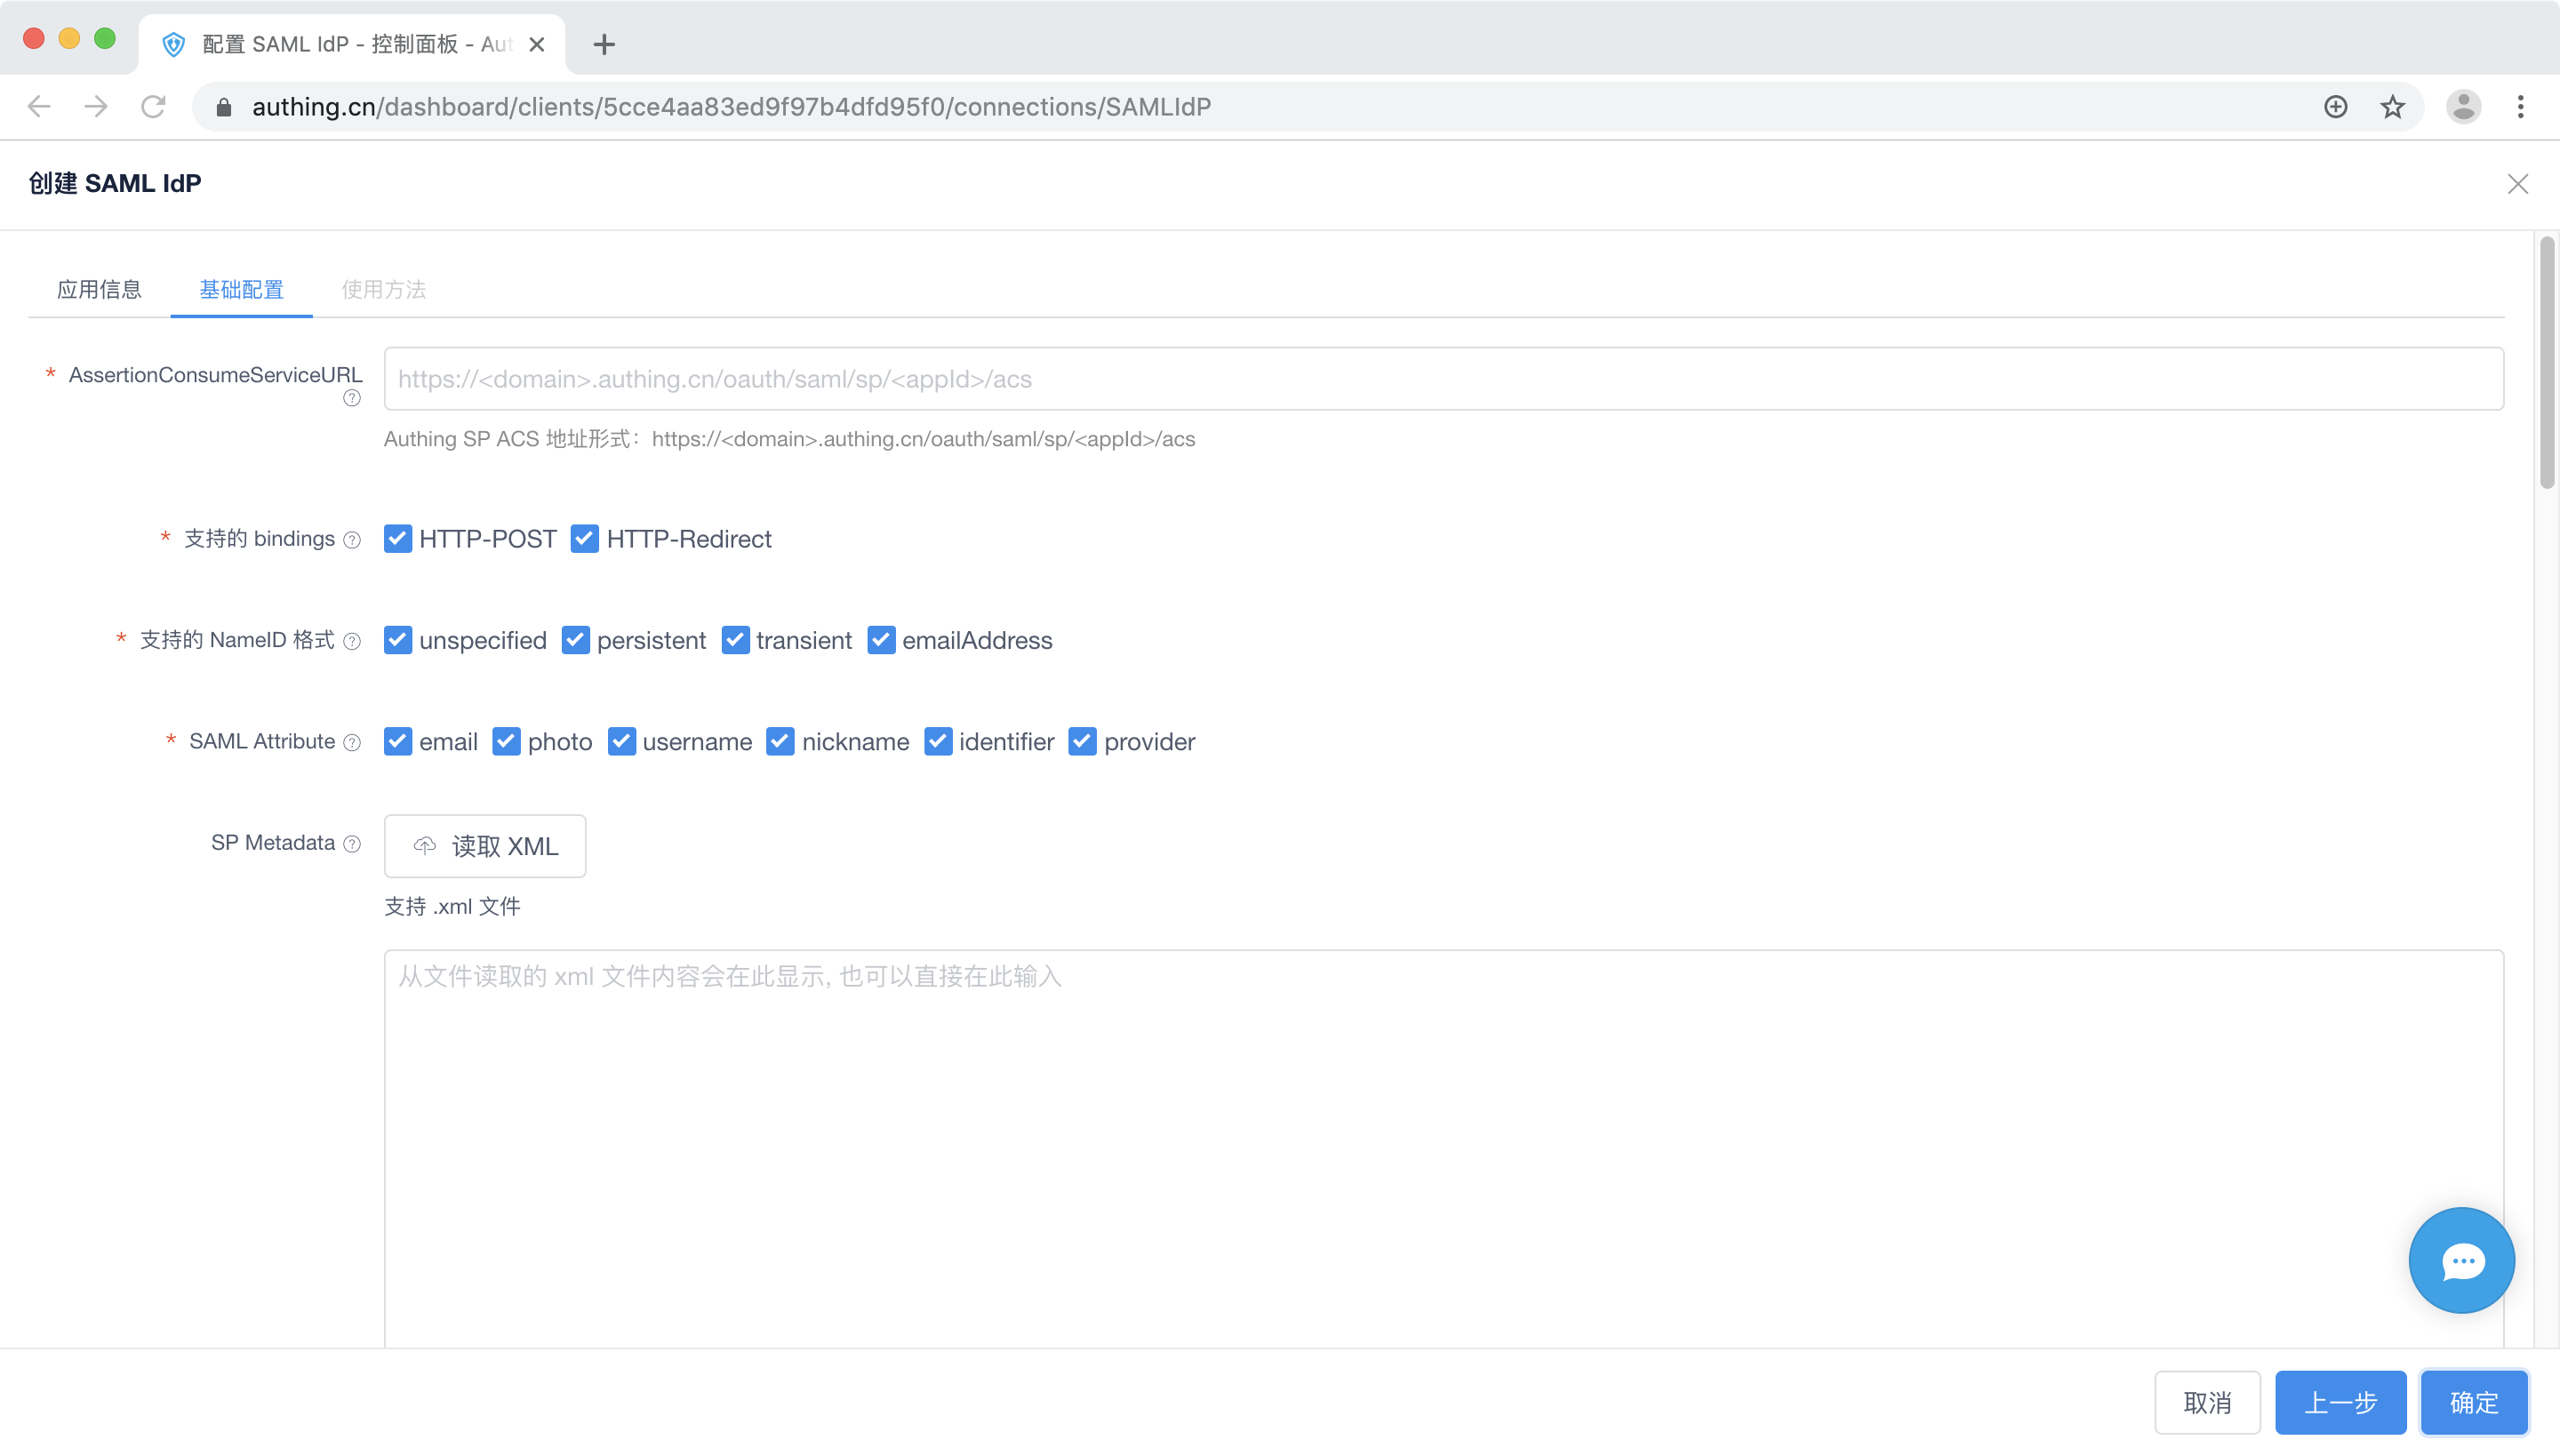 配置 SAML IdP - 控制面板 - Aut
authing.cn/dashboard/clients/5cce4aa83ed9f97b4dfd95f0/connections/SAMLIdP
创建 SAML IdP
应用信息 基础配置 使用方法
* AssertionConsumeServiceURL
https://<domain>.authing.cn/oauth/saml/sp/<appId>/acs
Authing SP ACS 地址形式：https://<domain>.authing.cn/oauth/saml/sp/<appId>/acs
* 支持的 bindings HTTP-POST HTTP-Redirect
* 支持的 NameID 格式 unspecified persistent transient emailAddress
* SAML Attribute email photo username nickname identifier provider
SP Metadata 读取 XML
支持 .xml 文件
从文件读取的 xml 文件内容会在此显示, 也可以直接在此输入
取消 上一步 确定